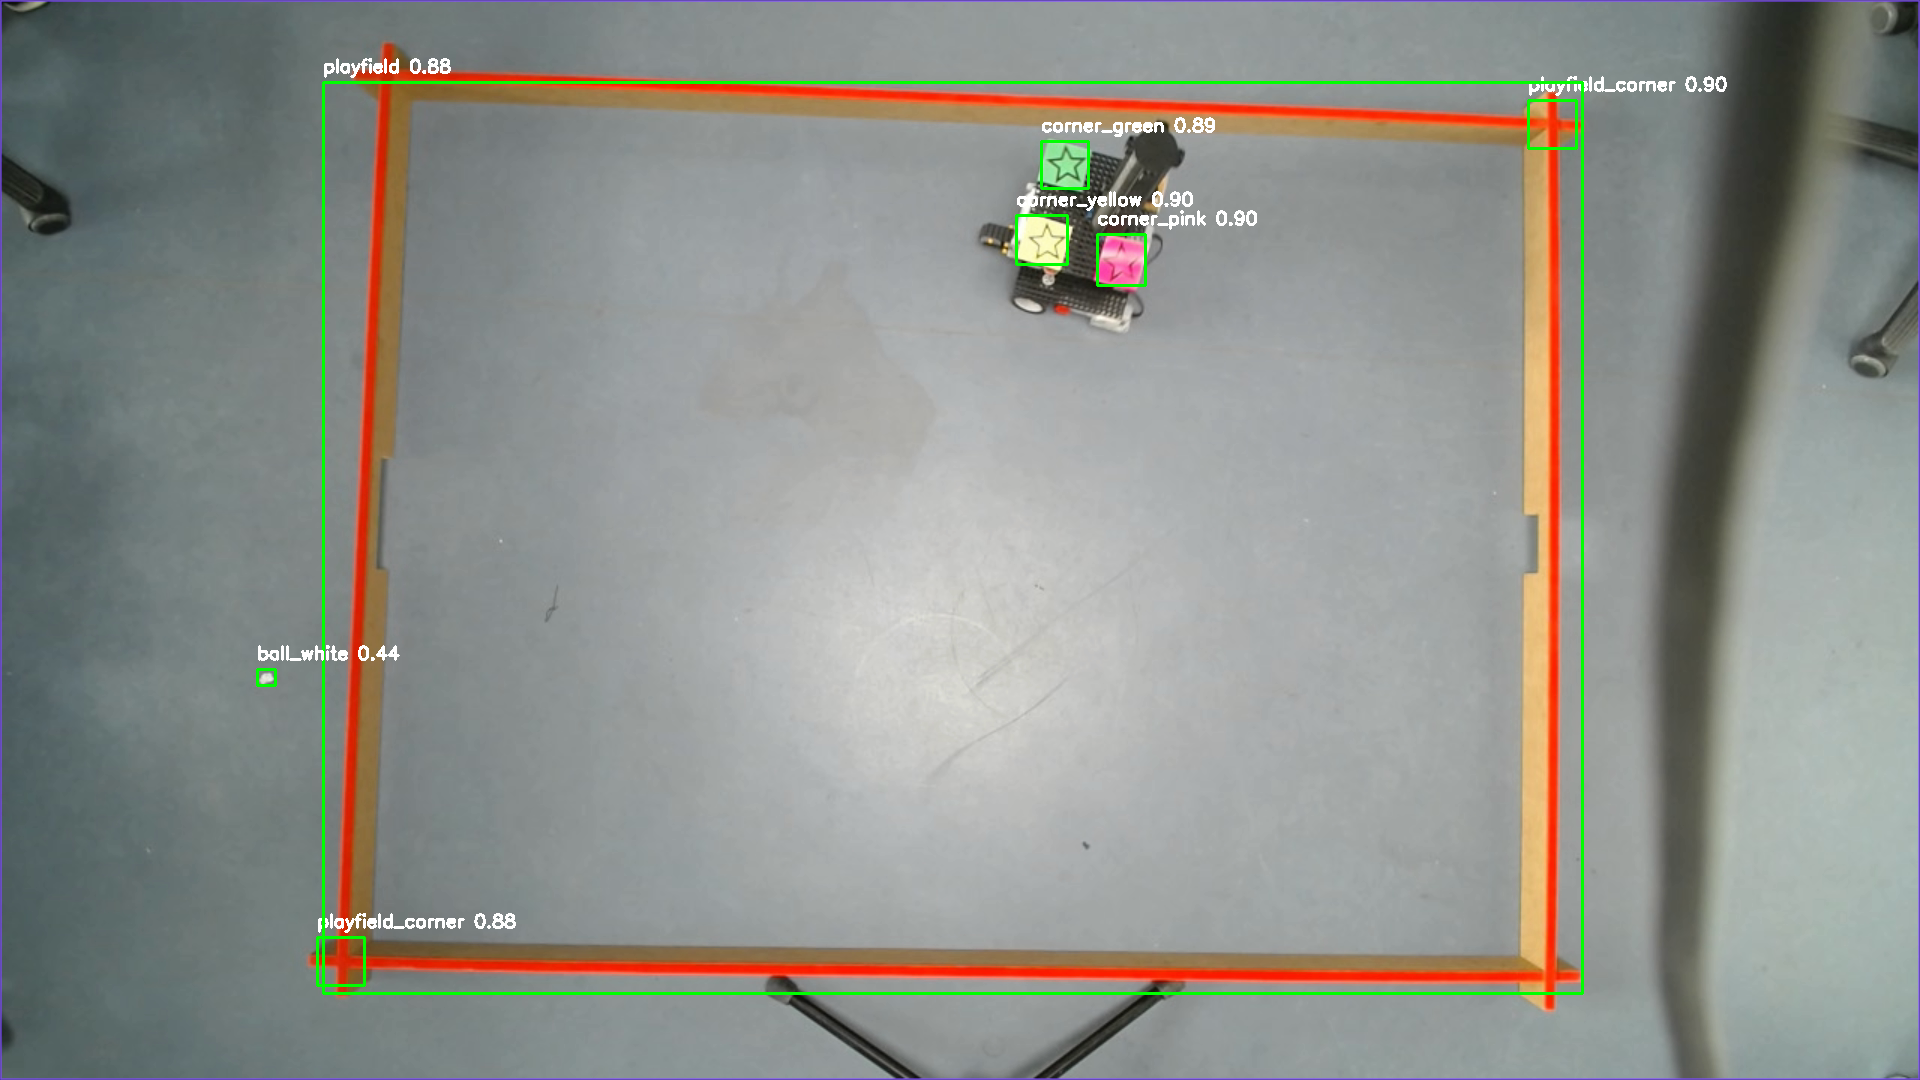 playfield 0.88
playfield_corner 0.90
corner_green 0.89
corner_yellow 0.90
corner_pink 0.90
ball_white 0.44
playfield_corner 0.88